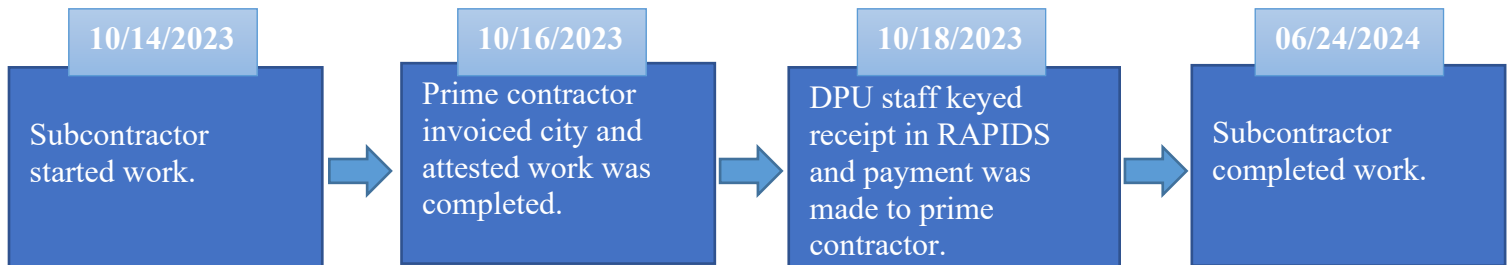 10/14/2023
Subcontractor
started work.
10/16/2023
Prime contractor
invoiced city and
attested work was
completed.
10/18/2023
DPU staff keyed
receipt in RAPIDS
and payment was
made to prime
contractor.
06/24/2024
Subcontractor
completed work.